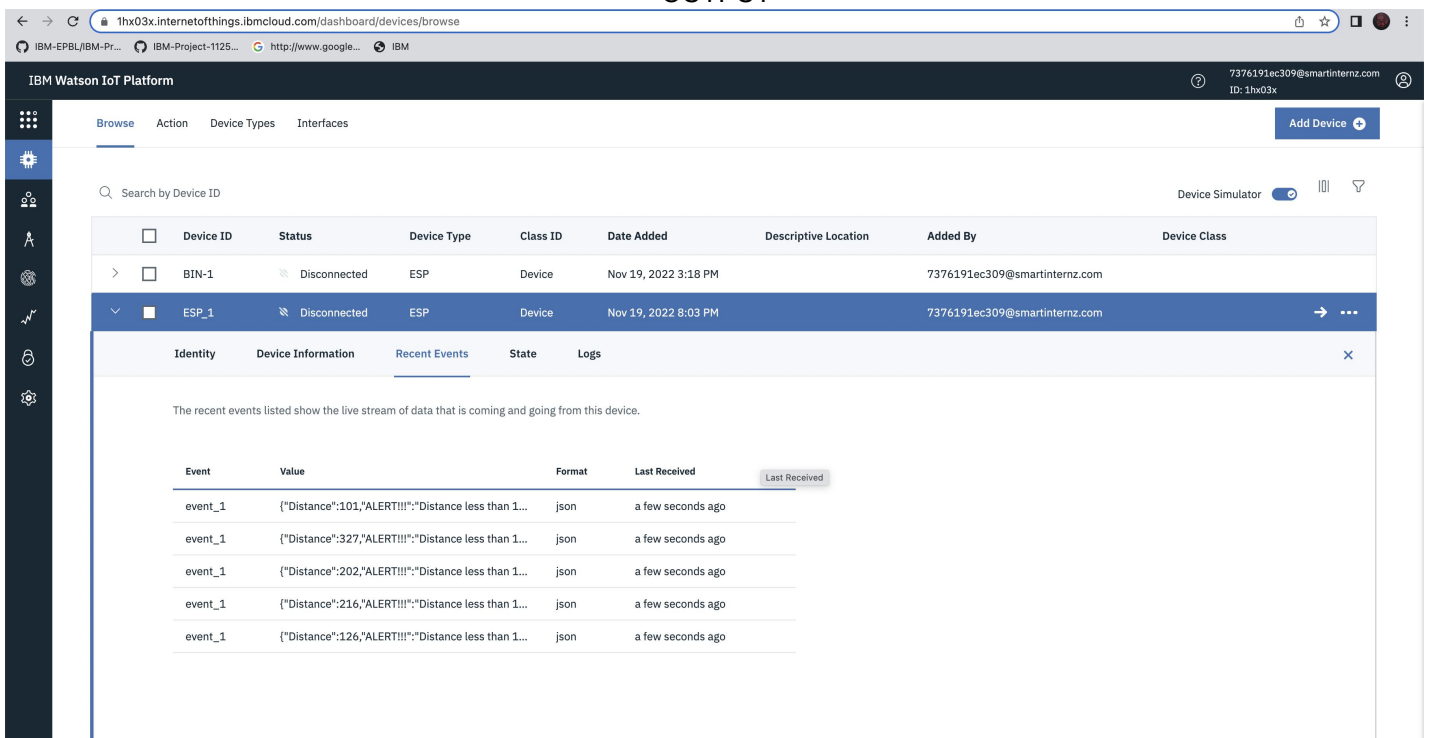 1hx03x.internetofthings.ibmcloud.com/dashboard/devices/browse
IBM-EPBL/IBM-Pr... IBM-Project-1125... http://www.google... IBM
IBM Watson IoT Platform
7376191ec309@smartinternz.com
ID: 1hx03x
Browse Action Device Types Interfaces Add Device
Search by Device ID Device Simulator
Device ID Status Device Type Class ID Date Added Descriptive Location Added By Device Class
BIN-1 Disconnected ESP Device Nov 19, 2022 3:18 PM 7376191ec309@smartinternz.com
ESP_1 Disconnected ESP Device Nov 19, 2022 8:03 PM 7376191ec309@smartinternz.com
Identity Device Information Recent Events State Logs
The recent events listed show the live stream of data that is coming and going from this device.
Event Value Format Last Received Last Received
event_1 {"Distance":101,"ALERT!!!":"Distance less than 1... json a few seconds ago
event_1 {"Distance":327,"ALERT!!!":"Distance less than 1... json a few seconds ago
event_1 {"Distance":202,"ALERT!!!":"Distance less than 1... json a few seconds ago
event_1 {"Distance":216,"ALERT!!!":"Distance less than 1... json a few seconds ago
event_1 {"Distance":126,"ALERT!!!":"Distance less than 1... json a few seconds ago